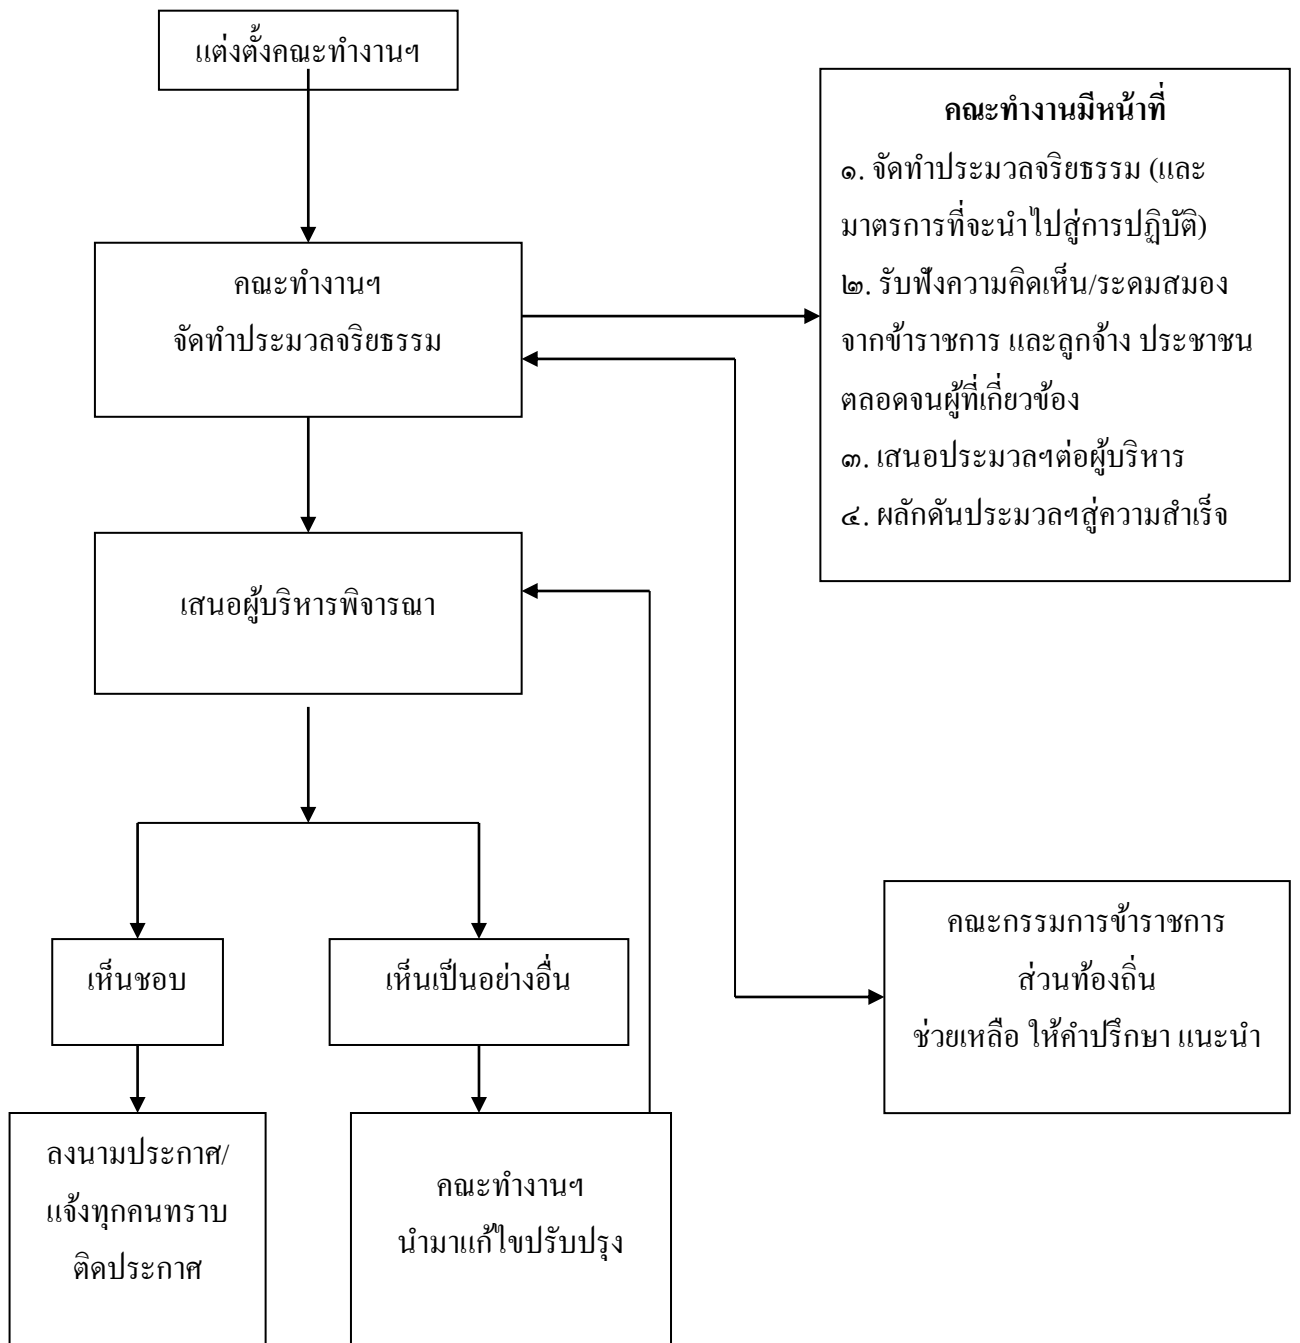 แต่งตั้งคณะทำงานฯ
คณะทำงานมีหน้าที่
๑. จัดทำประมวลจริยธรรม (และ
มาตรการที่จะนำไปสู่การปฏิบัติ)
๒. รับฟังความคิดเห็น/ระดมสมอง
จากข้าราชการ และลูกจ้าง ประชาชน
ตลอดจนผู้ที่เกี่ยวข้อง
๓. เสนอประมวลฯต่อผู้บริหาร
๔. ผลักดันประมวลฯสู่ความสำเร็จ
คณะทำงานฯ
จัดทำประมวลจริยธรรม
เสนอผู้บริหารพิจารณา
คณะกรรมการข้าราชการ
ส่วนท้องถิ่น
ช่วยเหลือ ให้คำปรึกษา แนะนำ
เห็นชอบ
เห็นเป็นอย่างอื่น
ลงนามประกาศ/
แจ้งทุกคนทราบ
ติดประกาศ
คณะทำงานฯ
นำมาแก้ไขปรับปรุง